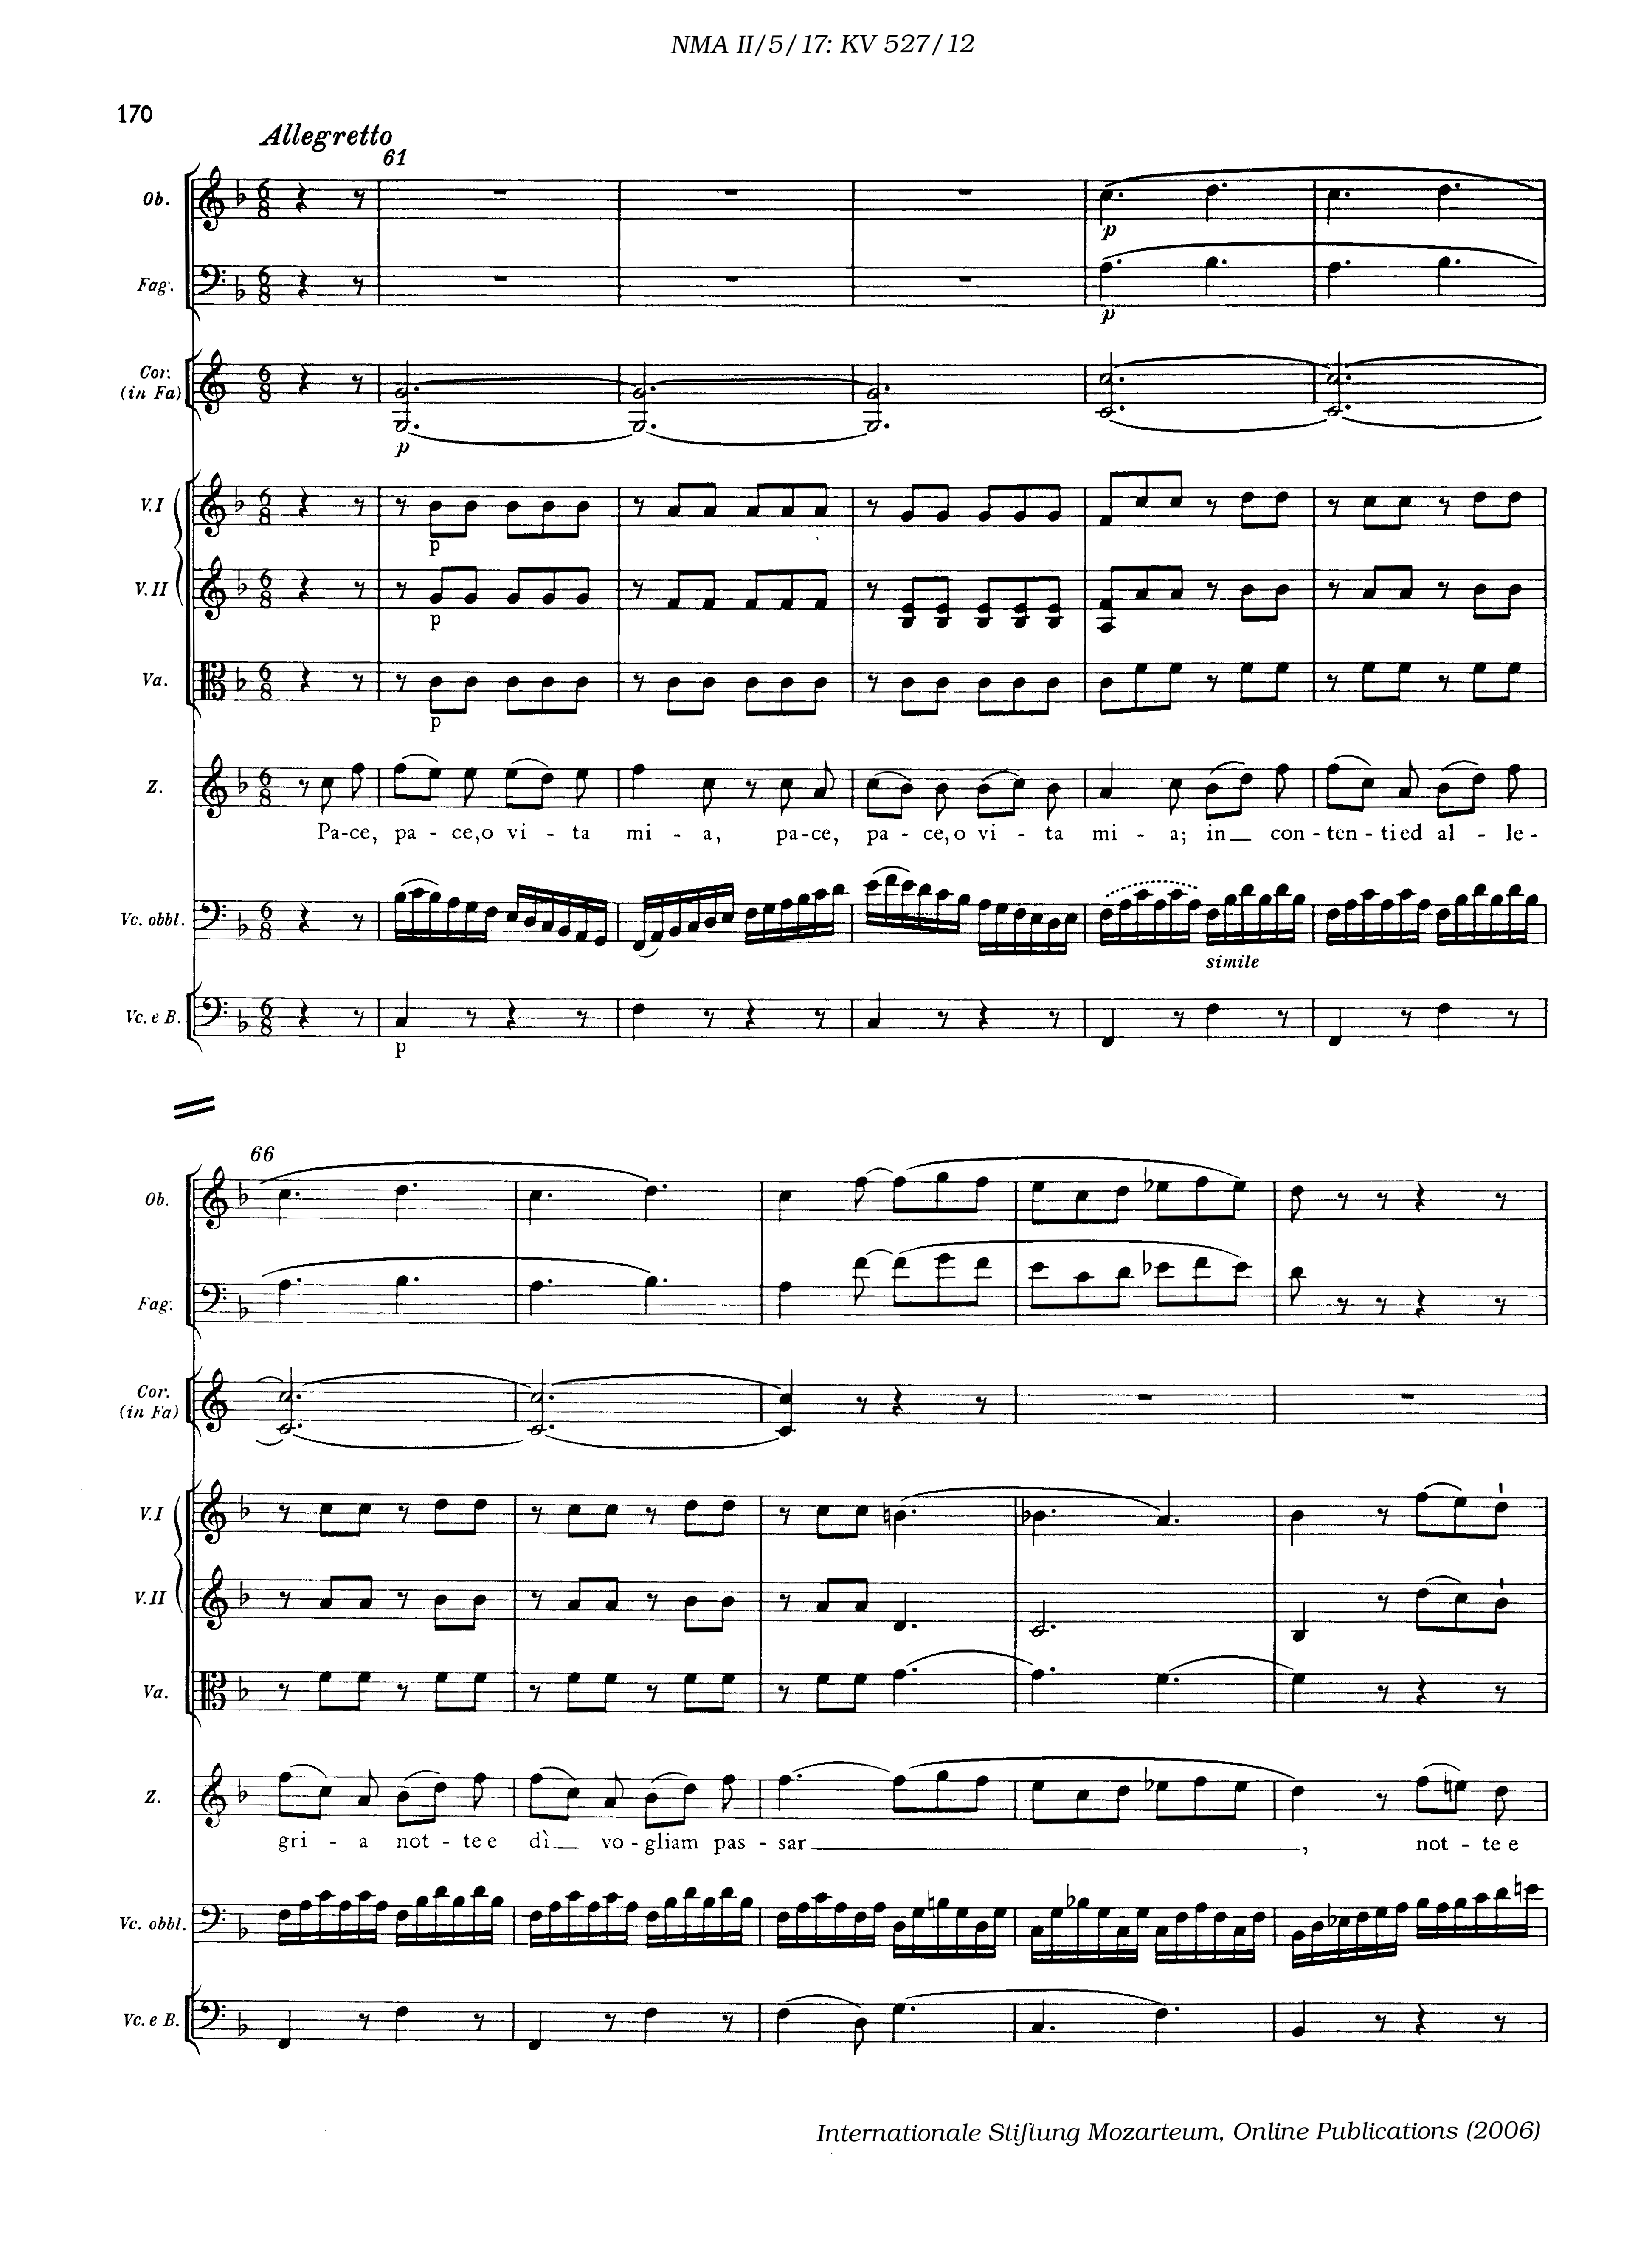 NMA II/5/17: KV 527/12
170
Allegretto
61
Ob.
p
Fag.
p
Cor.
(in Fa)
p
V.I
p
V.II
p
Va.
p
Z.
Pa-ce, pa - ce,o vi - ta mi - a, pa-ce, pa - ce,o vi - ta mi - a; in con - ten - tied al - le -
Vc. obbl.
simile
Vc. e B.
p
66
Ob.
Fag.
Cor.
(in Fa)
V.I
V.II
Va.
Z.
gri - a not - te e dì vo - gliam pas - sar , not - te e
Vc. obbl.
Vc. e B.
Internationale Stiftung Mozarteum, Online Publications (2006)